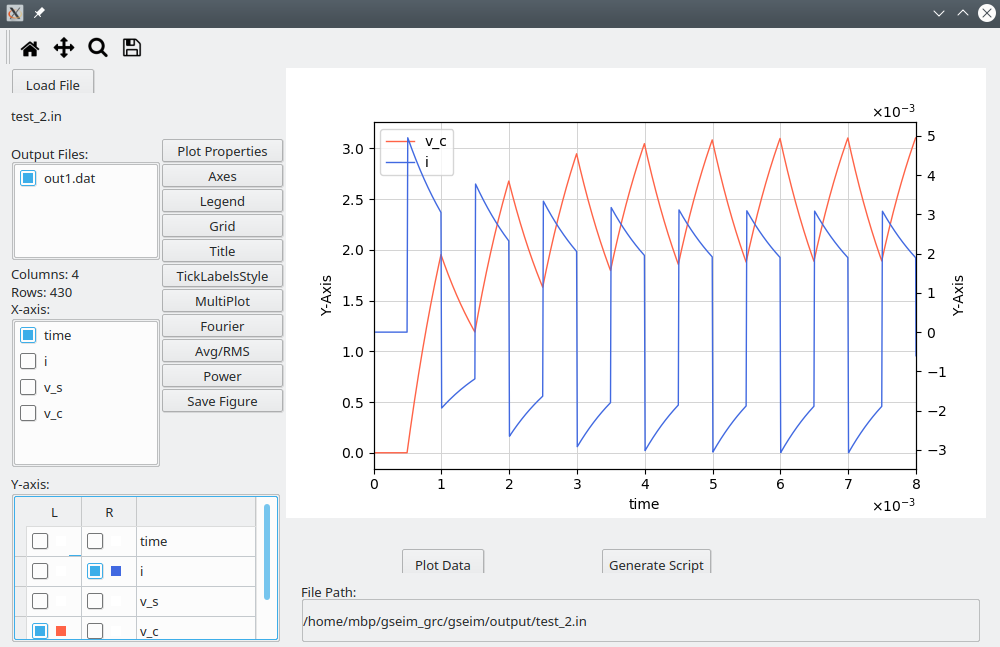 Load File
test_2.in
Output Files:
out1.dat
Columns: 4
Rows: 430
X-axis:
time
i
v_s
v_c
Y-axis:
L R
time
i
v_s
v_c
Plot Properties
Axes
Legend
Grid
Title
TickLabelsStyle
MultiPlot
Fourier
Avg/RMS
Power
Save Figure
×10⁻³
v_c
i
3.0
2.5
2.0
1.5
1.0
0.5
0.0
Y-Axis
5
4
3
2
1
0
−1
−2
−3
Y-Axis
0 1 2 3 4 5 6 7 8
time
×10⁻³
Plot Data
Generate Script
File Path:
/home/mbp/gseim_grc/gseim/output/test_2.in